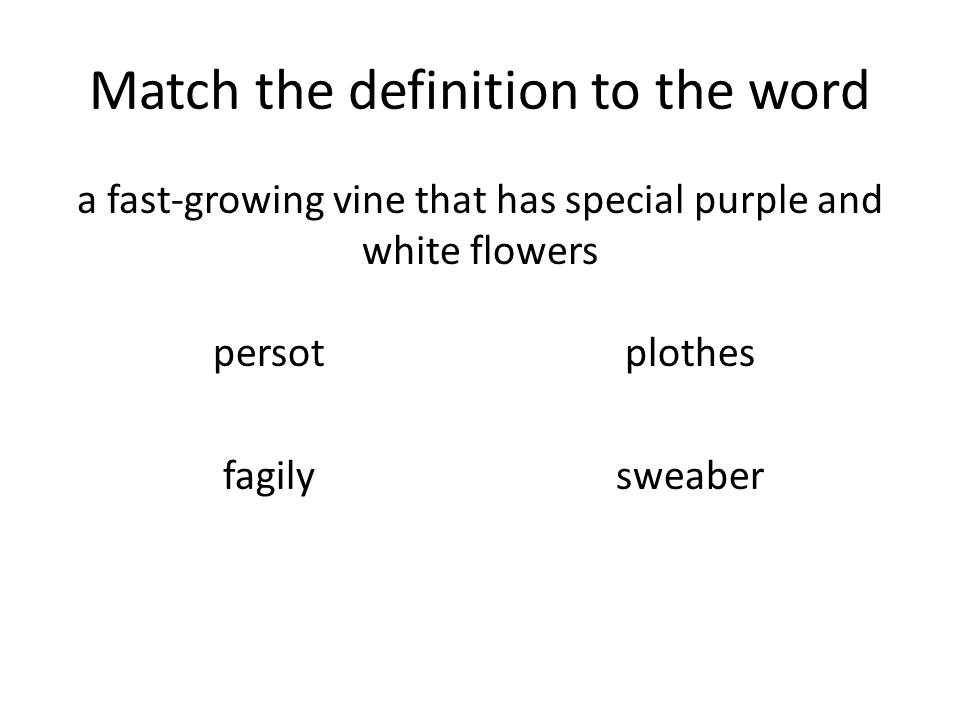 Match the definition to the word
a fast-growing vine that has special purple and
white flowers
persot plothes
fagily sweaber